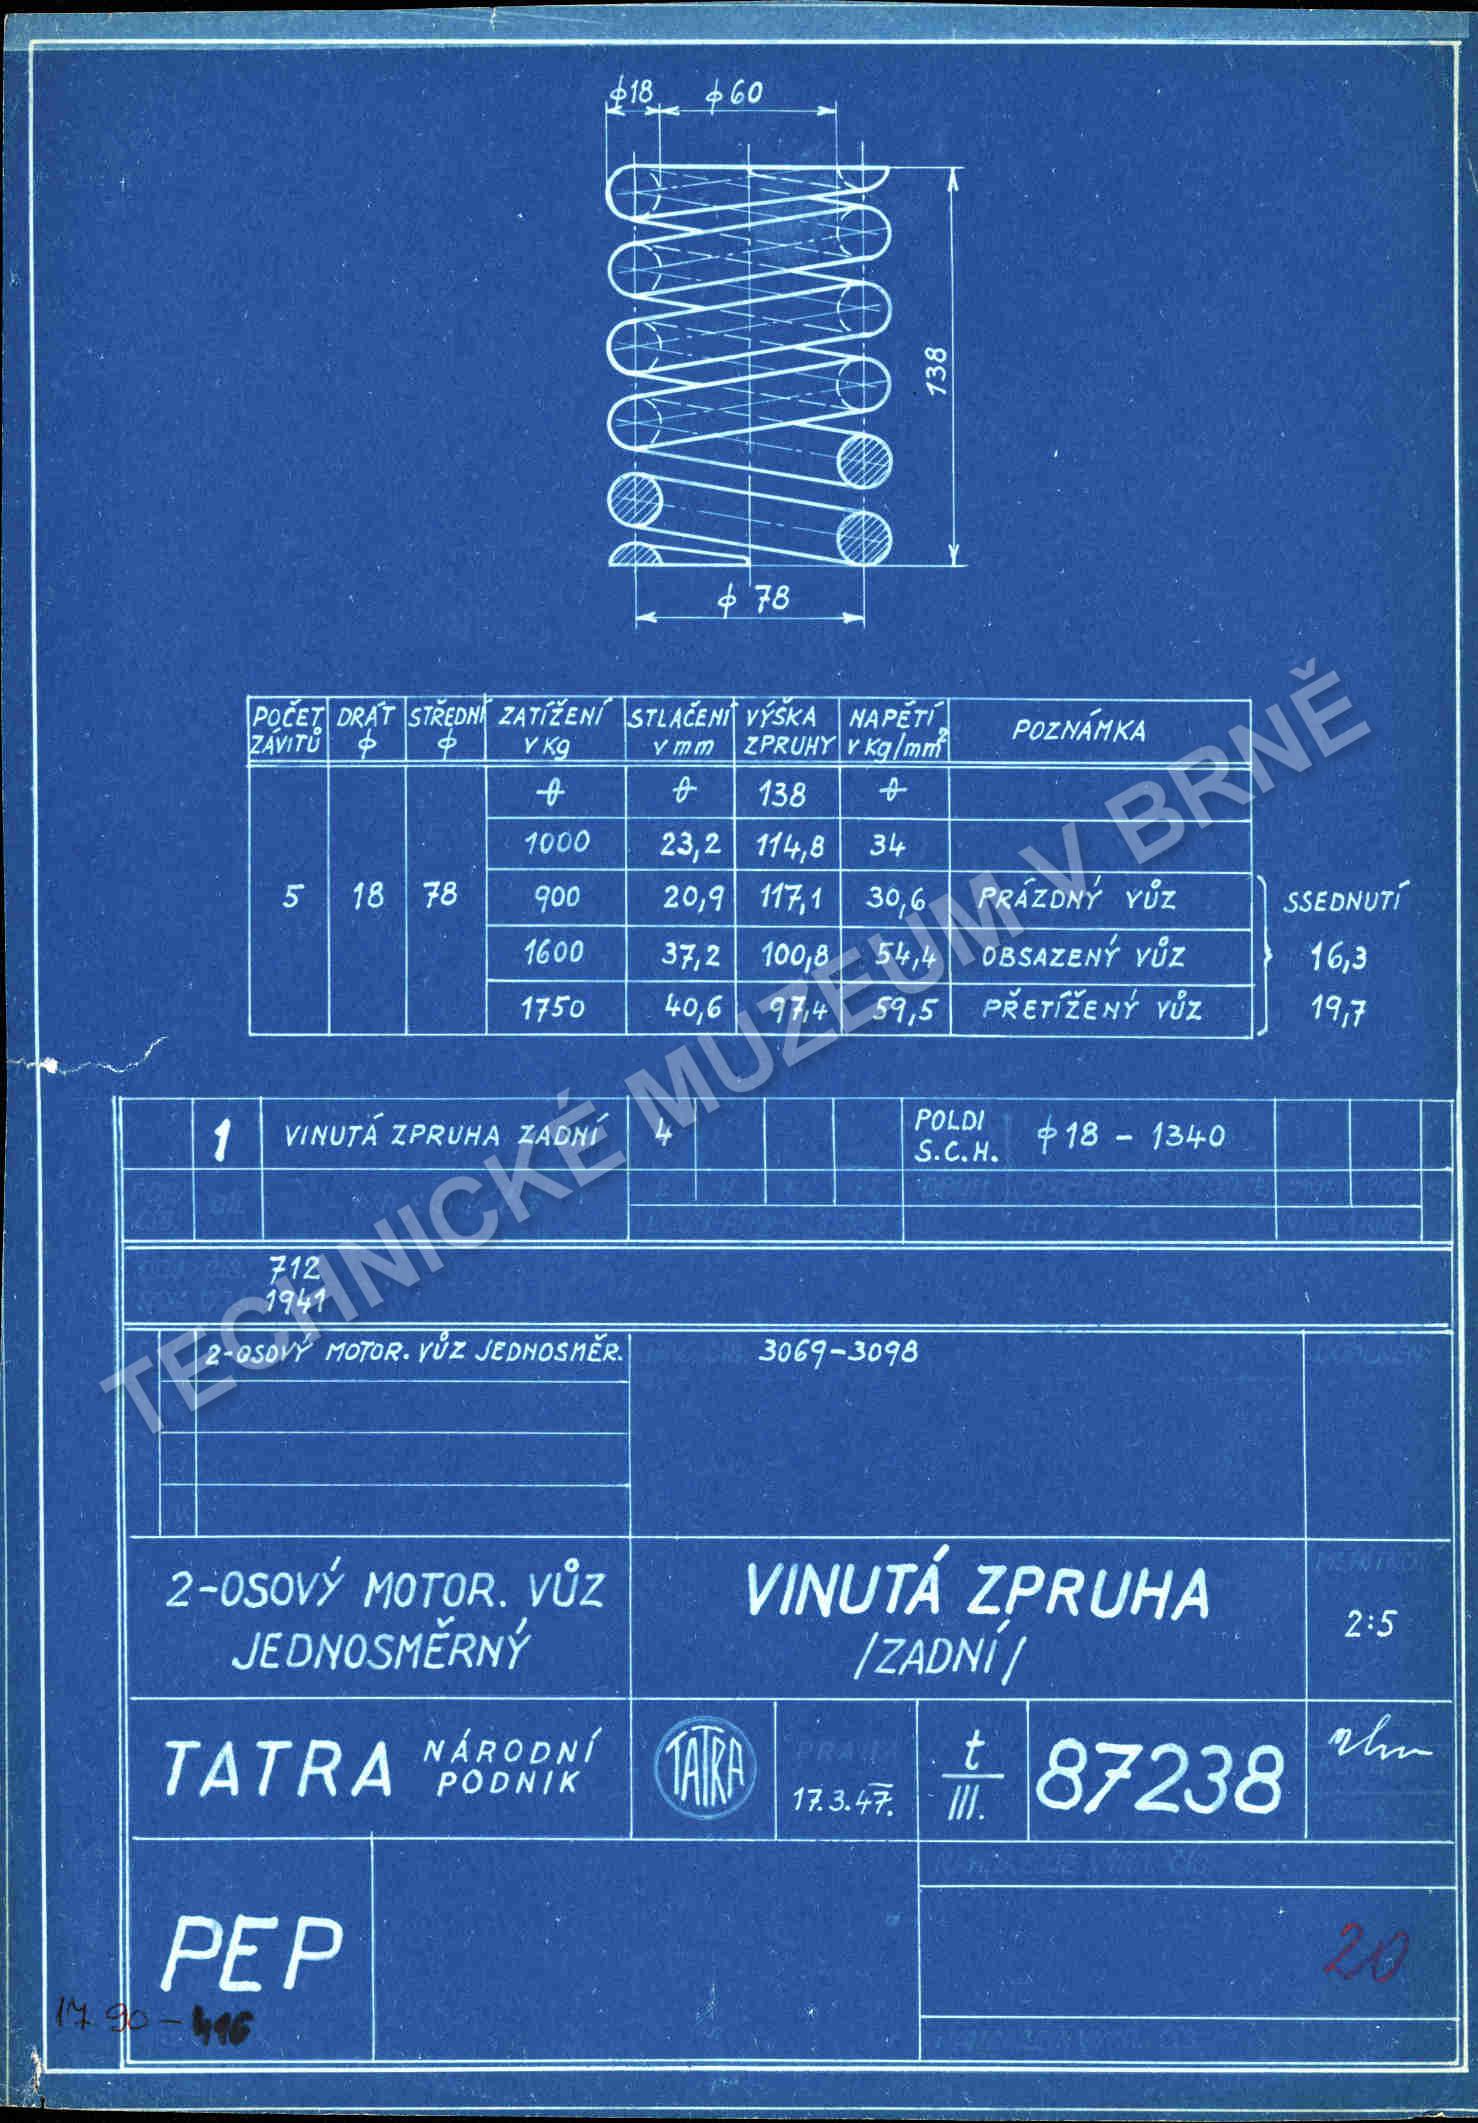 ϕ18 ϕ60
138
ϕ 78
POČET ZÁVITŮ DRÁT ϕ STŘEDNÍ ϕ ZATÍŽENÍ V Kg STLAČENÍ V mm VÝŠKA ZPRUHY NAPĚTÍ V Kg/mm² POZNÁMKA
0 0 138 0
1000 23,2 114,8 34
5 18 78 900 20,9 117,1 30,6 PRÁZDNÝ VŮZ SSEDNUTÍ
1600 37,2 100,8 54,4 OBSAZENÝ VŮZ 16,3
1750 40,6 97,4 59,5 PŘETÍŽENÝ VŮZ 19,7
TECHNICKÉ MUZEUM V BRNĚ
1 VINUTÁ ZPRUHA ZADNÍ 4 POLDI S.C.H. ϕ18 – 1340
712
1941
2-OSOVÝ MOTOR. VŮZ JEDNOSMĚR. 3069–3098
2-OSOVÝ MOTOR. VŮZ
JEDNOSMĚRNÝ
VINUTÁ ZPRUHA
/ZADNÍ/
2:5
TATRA NÁRODNÍ PODNIK
TATRA
PRAHA
17.3.47.
t
III.
87238
PEP
20
17 90 – 416